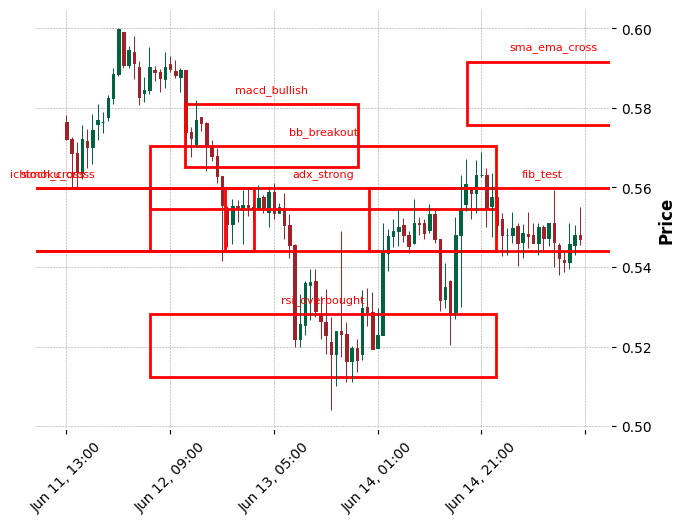 0.60
sma_ema_cross
macd_bullish
0.58
bb_breakout
adx_strong
fib_test
0.56
Price
0.54
rsi_overbought
0.52
0.50
Jun 11, 13:00
Jun 12, 09:00
Jun 13, 05:00
Jun 14, 01:00
Jun 14, 21:00